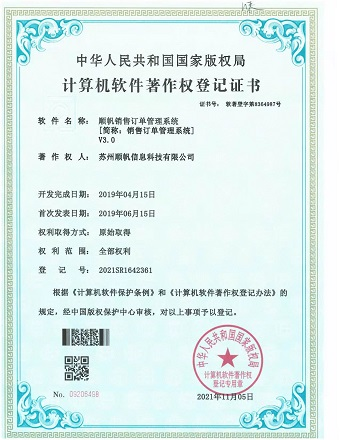 中华人民共和国国家版权局
计算机软件著作权登记证书
证书号： 软著登字第8364987号
软件名称： 顺帆销售订单管理系统
[简称：销售订单管理系统]
V3.0
著作权人： 苏州顺帆信息科技有限公司
开发完成日期： 2019年04月15日
首次发表日期： 2019年06月15日
权利取得方式： 原始取得
权利范围： 全部权利
登记号： 2021SR1642361
根据《计算机软件保护条例》和《计算机软件著作权登记办法》的
规定，经中国版权保护中心审核，对以上事项予以登记。
中华人民共和国国家版权局
计算机软件著作权
登记专用章
No. 09206458
2021年11月05日